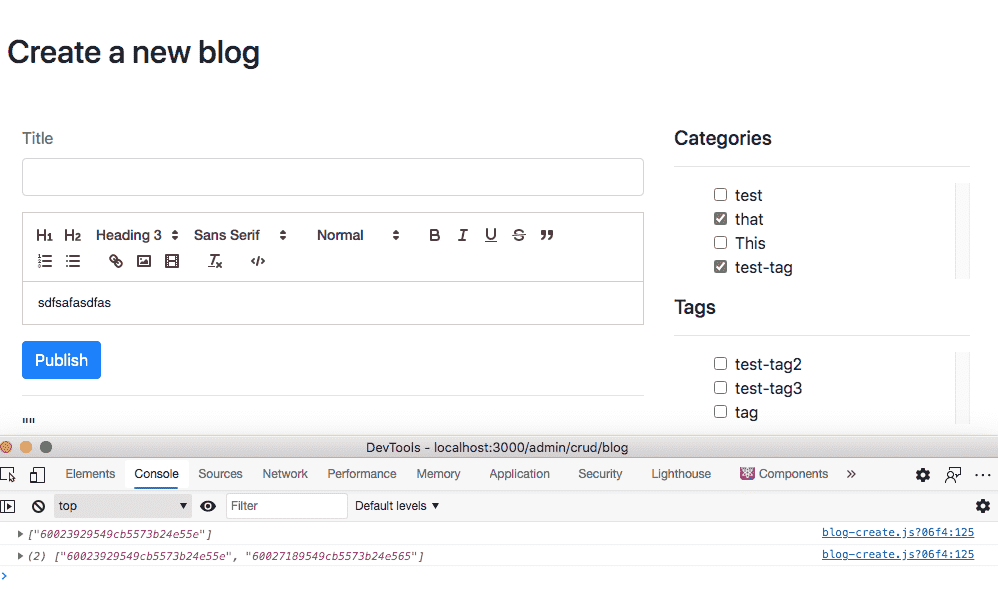 Create a new blog
Title
Categories
test
that
This
test-tag
H1 H2 Heading 3 Sans Serif Normal B I U S ”
Tx </>
sdfsafasdfas
Publish
Tags
test-tag2
test-tag3
tag
""
DevTools - localhost:3000/admin/crud/blog
Elements Console Sources Network Performance Memory Application Security Lighthouse Components »
top Filter Default levels
["60023929549cb5573b24e55e"] blog-create.js?06f4:125
(2) ["60023929549cb5573b24e55e", "60027189549cb5573b24e565"] blog-create.js?06f4:125